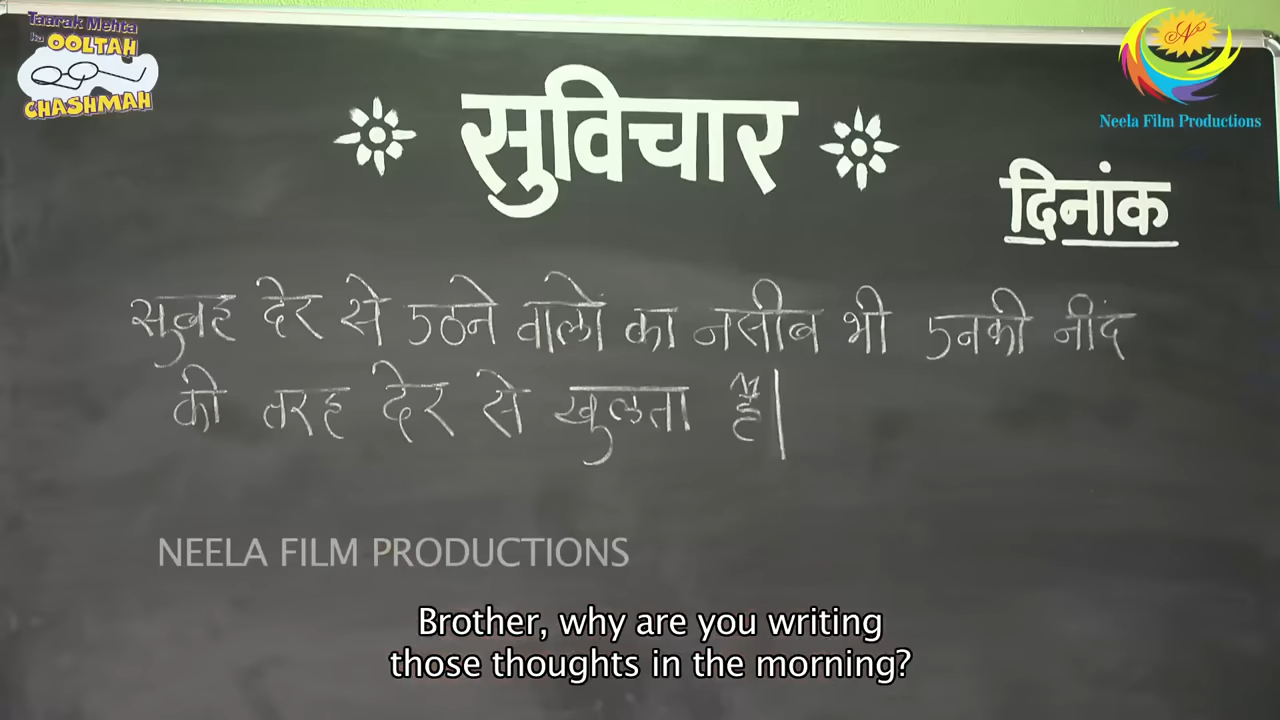 Taarak Mehta
ka OOLTAH
CHASHMAH
Neela Film Productions
सुविचार
दिनांक
सुबह देर से उठने वालों का नसीब भी उनकी नींद
की तरह देर से खुलता हैं|
NEELA FILM PRODUCTIONS
Brother, why are you writing
those thoughts in the morning?